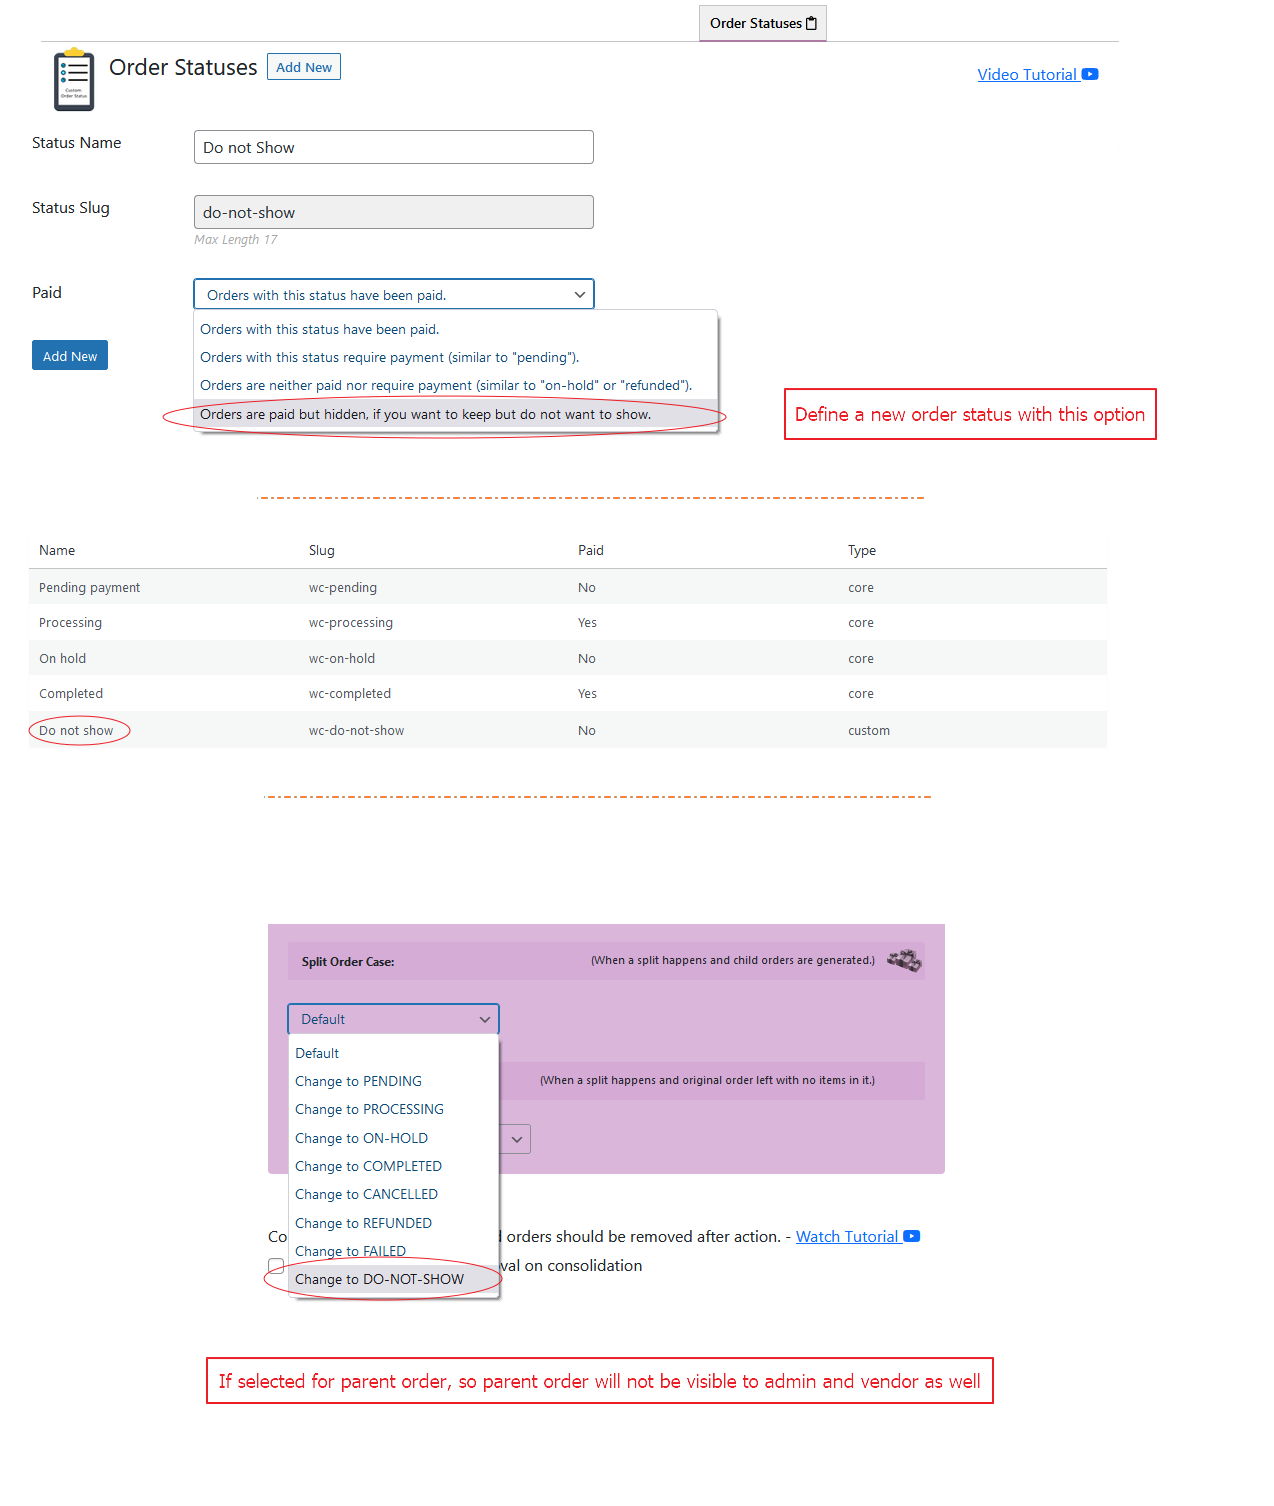 Order Statuses
Custom
Order Status
Order Statuses Add New
Video Tutorial
Status Name Do not Show
Status Slug do-not-show
Max Length 17
Paid Orders with this status have been paid.
Orders with this status have been paid.
Add New Orders with this status require payment (similar to "pending").
Orders are neither paid nor require payment (similar to "on-hold" or "refunded").
Orders are paid but hidden, if you want to keep but do not want to show.
Define a new order status with this option
Name Slug Paid Type
Pending payment wc-pending No core
Processing wc-processing Yes core
On hold wc-on-hold No core
Completed wc-completed Yes core
Do not show wc-do-not-show No custom
Split Order Case: (When a split happens and child orders are generated.)
Default
Default
Change to PENDING (When a split happens and original order left with no items in it.)
Change to PROCESSING
Change to ON-HOLD
Change to COMPLETED
Change to CANCELLED
Change to REFUNDED
Co orders should be removed after action. - Watch Tutorial
Change to FAILED
val on consolidation
Change to DO-NOT-SHOW
If selected for parent order, so parent order will not be visible to admin and vendor as well